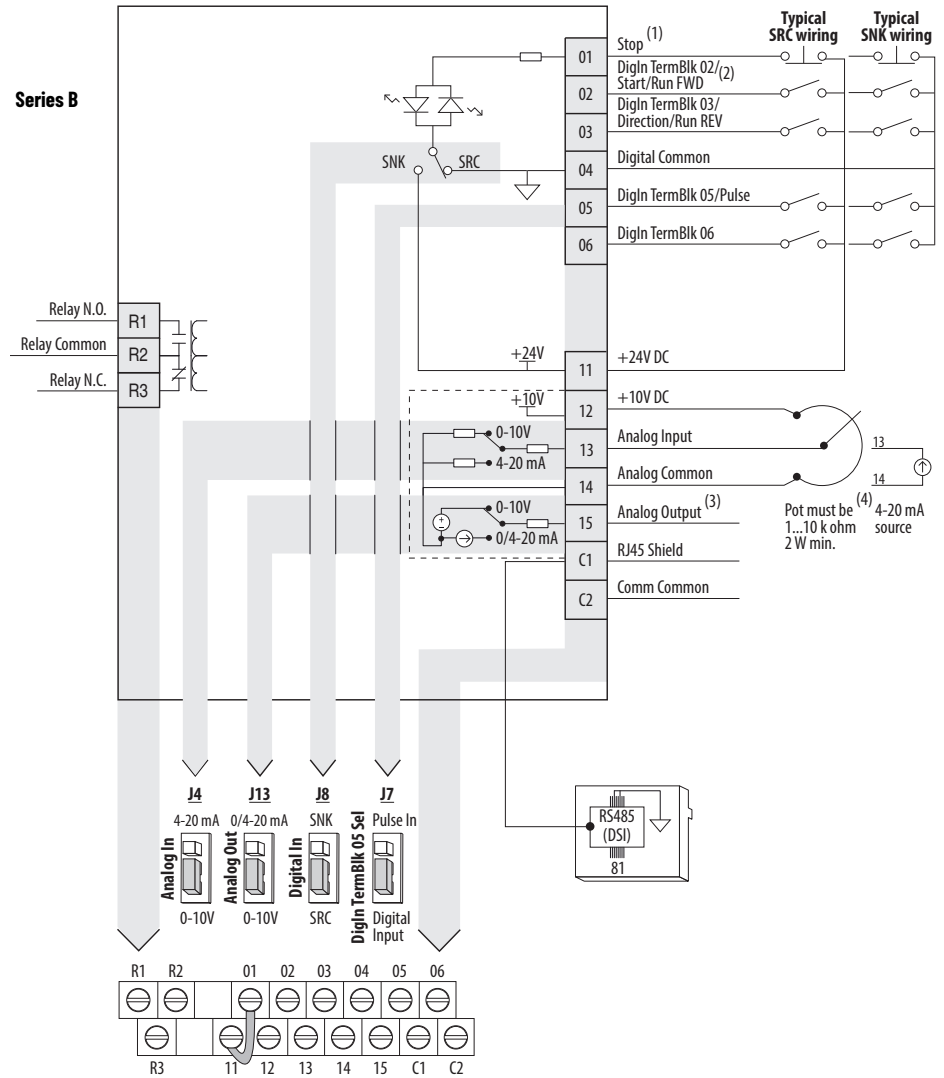 Series B
Typical
SRC wiring
Typical
SNK wiring
01
Stop (1)
02
DigIn TermBlk 02/
Start/Run FWD (2)
03
DigIn TermBlk 03/
Direction/Run REV
SNK
SRC
04
Digital Common
05
DigIn TermBlk 05/Pulse
06
DigIn TermBlk 06
Relay N.O.
R1
Relay Common
R2
Relay N.C.
R3
+24V
11
+24V DC
+10V
12
+10V DC
0-10V
4-20 mA
13
Analog Input
14
Analog Common
0-10V
0/4-20 mA
+
−
15
Analog Output (3)
C1
RJ45 Shield
C2
Comm Common
13
14
Pot must be
1...10 k ohm
2 W min.
(4) 4-20 mA
source
J4
J13
J8
J7
4-20 mA
0/4-20 mA
SNK
Pulse In
Analog In
Analog Out
Digital In
DigIn TermBlk 05 Sel
0-10V
0-10V
SRC
Digital
Input
RS485
(DSI)
81
R1 R2 01 02 03 04 05 06
R3 11 12 13 14 15 C1 C2